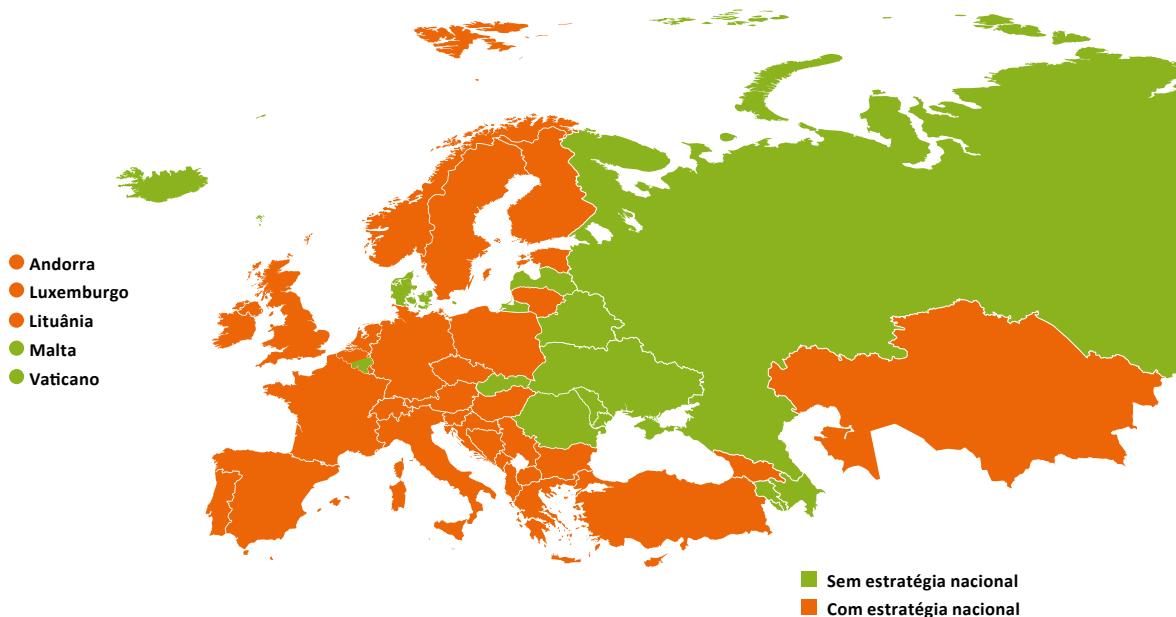 Andorra
Luxemburgo
Lituânia
Malta
Vaticano
Sem estratégia nacional
Com estratégia nacional